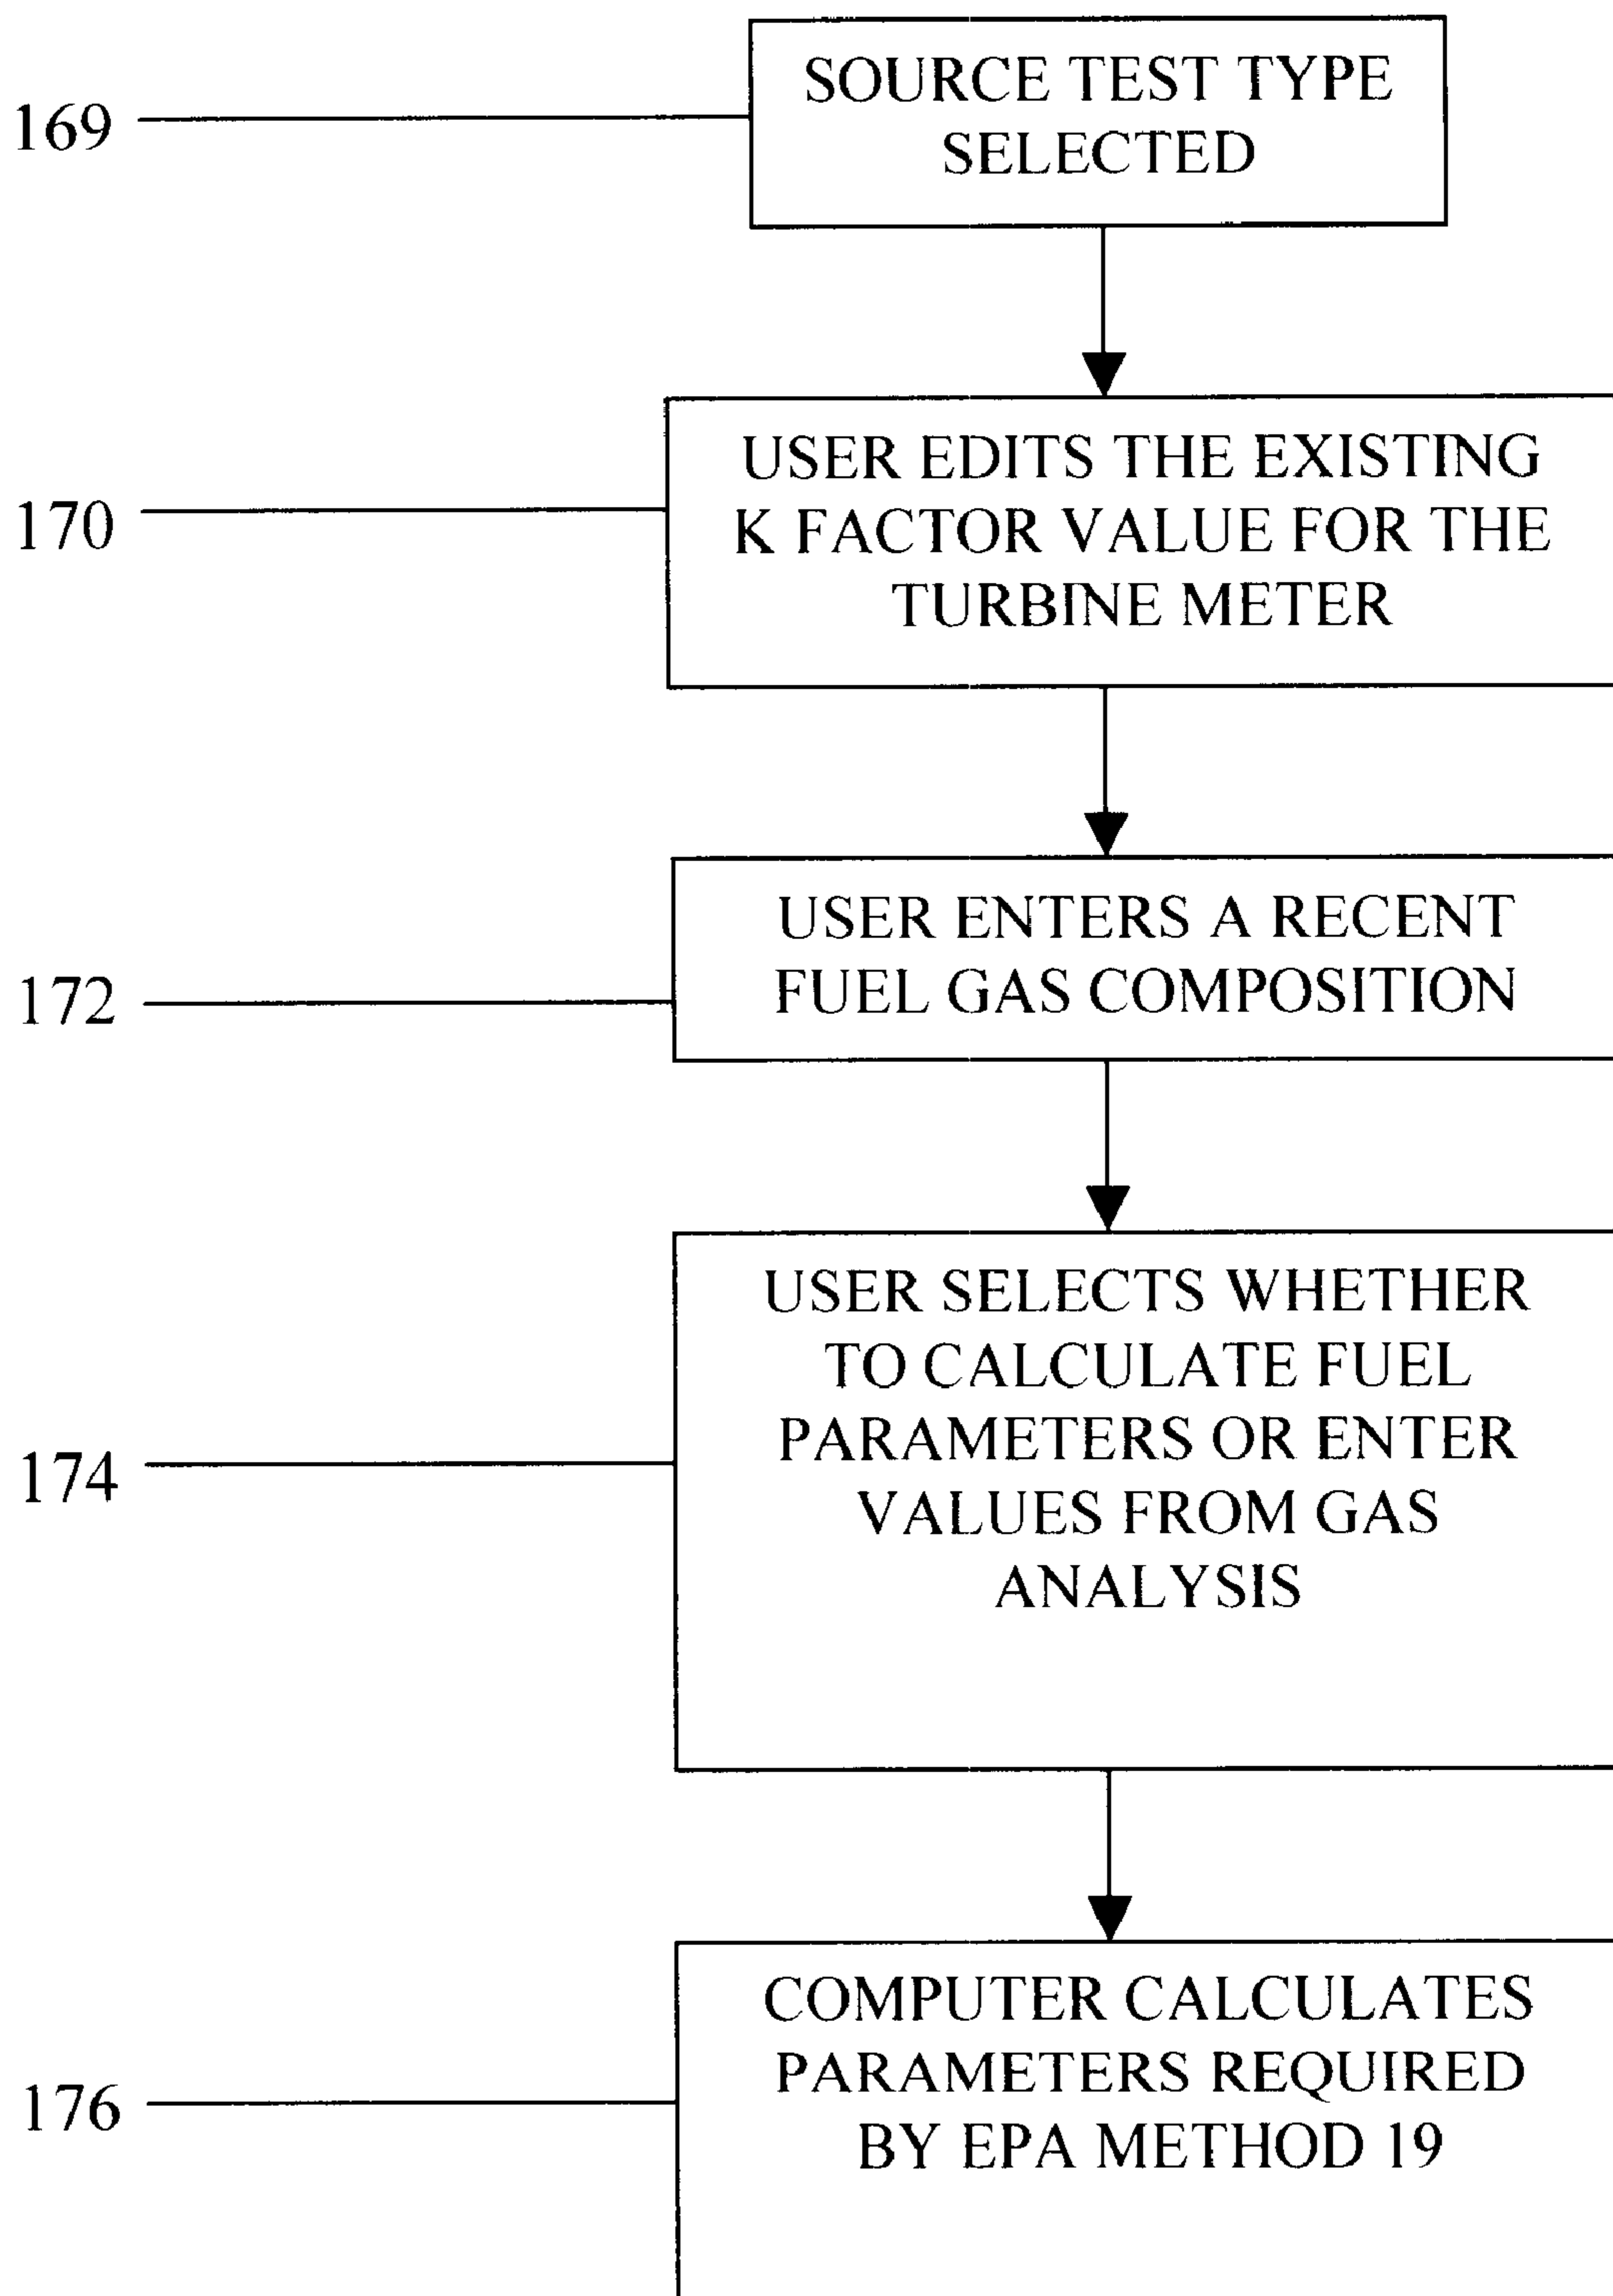 169
SOURCE TEST TYPE
SELECTED
170
USER EDITS THE EXISTING
K FACTOR VALUE FOR THE
TURBINE METER
172
USER ENTERS A RECENT
FUEL GAS COMPOSITION
174
USER SELECTS WHETHER
TO CALCULATE FUEL
PARAMETERS OR ENTER
VALUES FROM GAS
ANALYSIS
176
COMPUTER CALCULATES
PARAMETERS REQUIRED
BY EPA METHOD 19